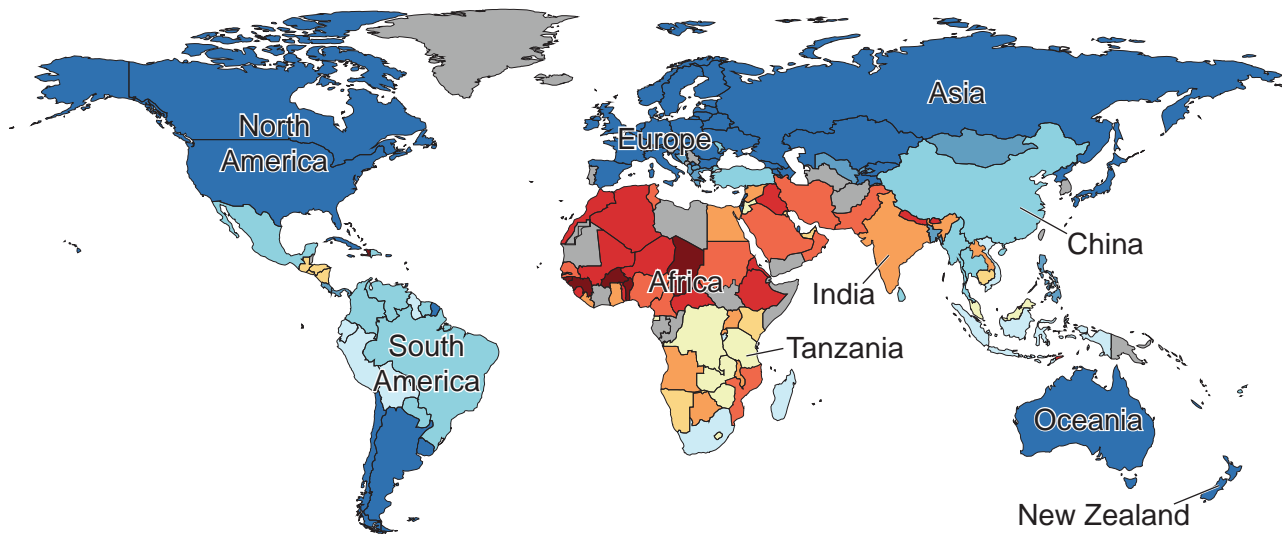 Asia
North
America
Europe
China
Africa
India
Tanzania
South
America
Oceania
New Zealand